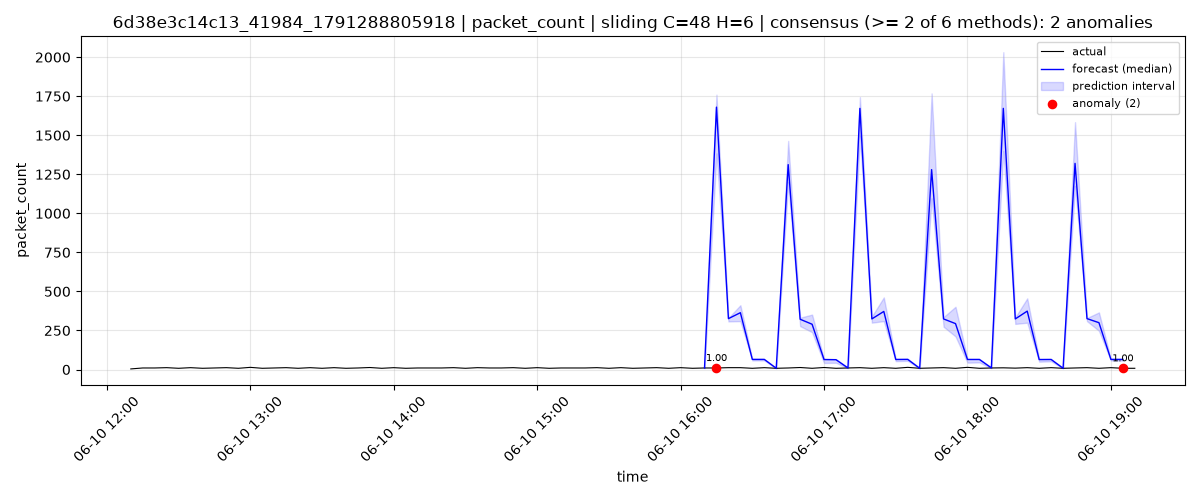 6d38e3c14c13_41984_1791288805918 | packet_count | sliding C=48 H=6 | consensus (>= 2 of 6 methods): 2 anomalies
actual
forecast (median)
prediction interval
anomaly (2)
2000
1750
1500
1250
1000
750
500
250
0
packet_count
1.00
1.00
06-10 12:00
06-10 13:00
06-10 14:00
06-10 15:00
06-10 16:00
06-10 17:00
06-10 18:00
06-10 19:00
time